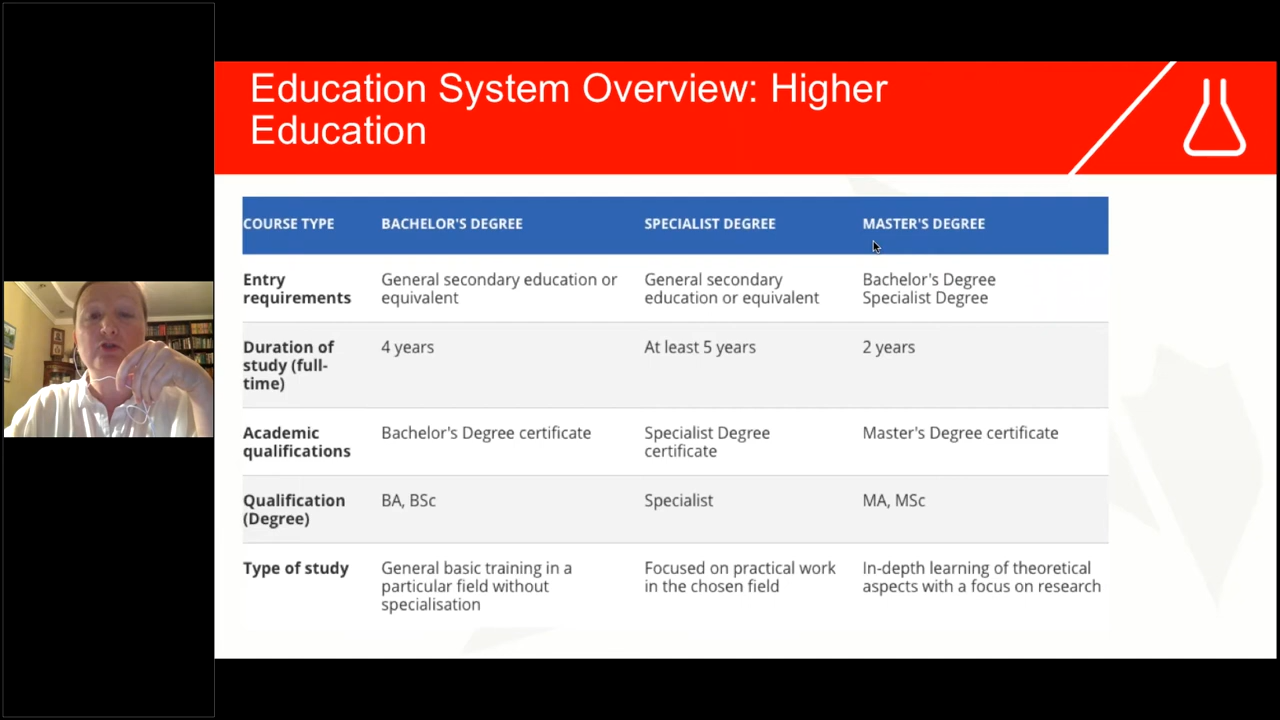 Education System Overview: Higher
Education
COURSE TYPE BACHELOR'S DEGREE SPECIALIST DEGREE MASTER'S DEGREE
Entry
requirements
General secondary education or
equivalent
General secondary
education or equivalent
Bachelor's Degree
Specialist Degree
Duration of
study (full-
time)
4 years
At least 5 years
2 years
Academic
qualifications
Bachelor's Degree certificate
Specialist Degree
certificate
Master's Degree certificate
Qualification
(Degree)
BA, BSc
Specialist
MA, MSc
Type of study
General basic training in a
particular field without
specialisation
Focused on practical work
in the chosen field
In-depth learning of theoretical
aspects with a focus on research